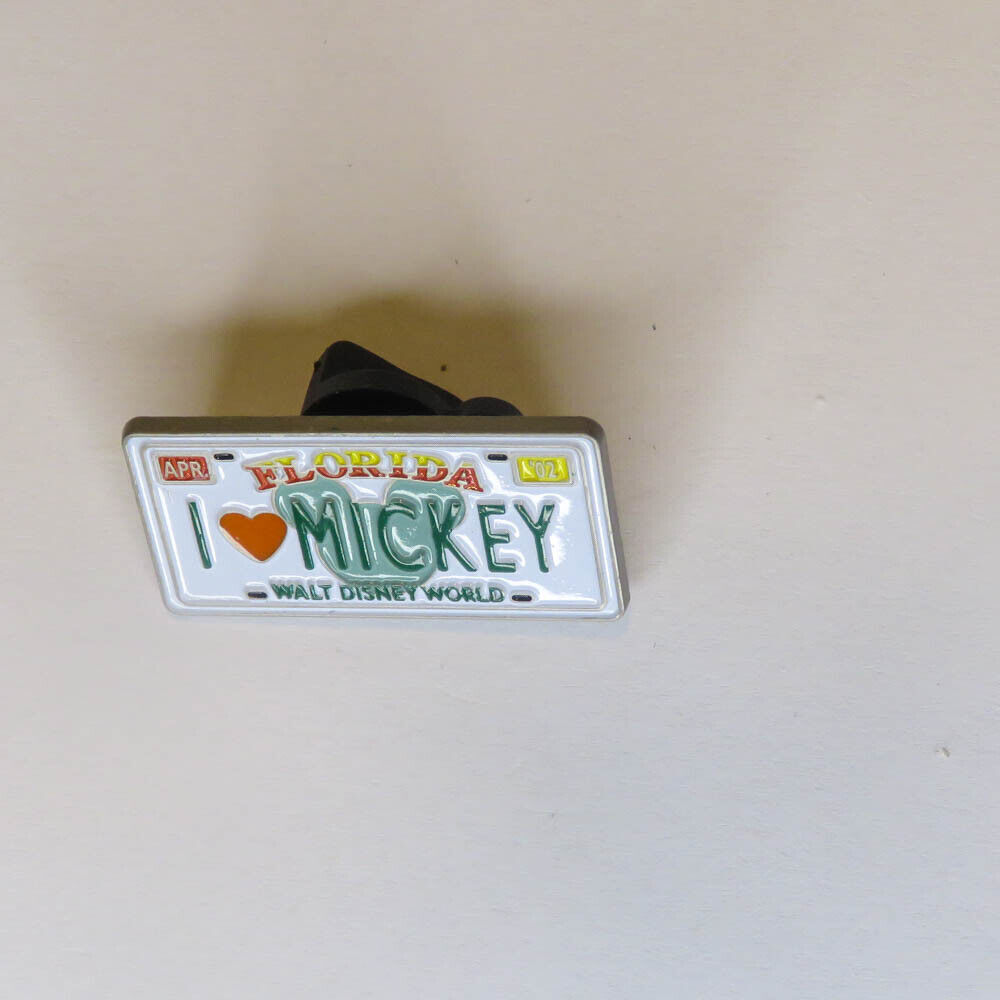 APR FLORIDA '02
I ♥ MICKEY
WALT DISNEY WORLD